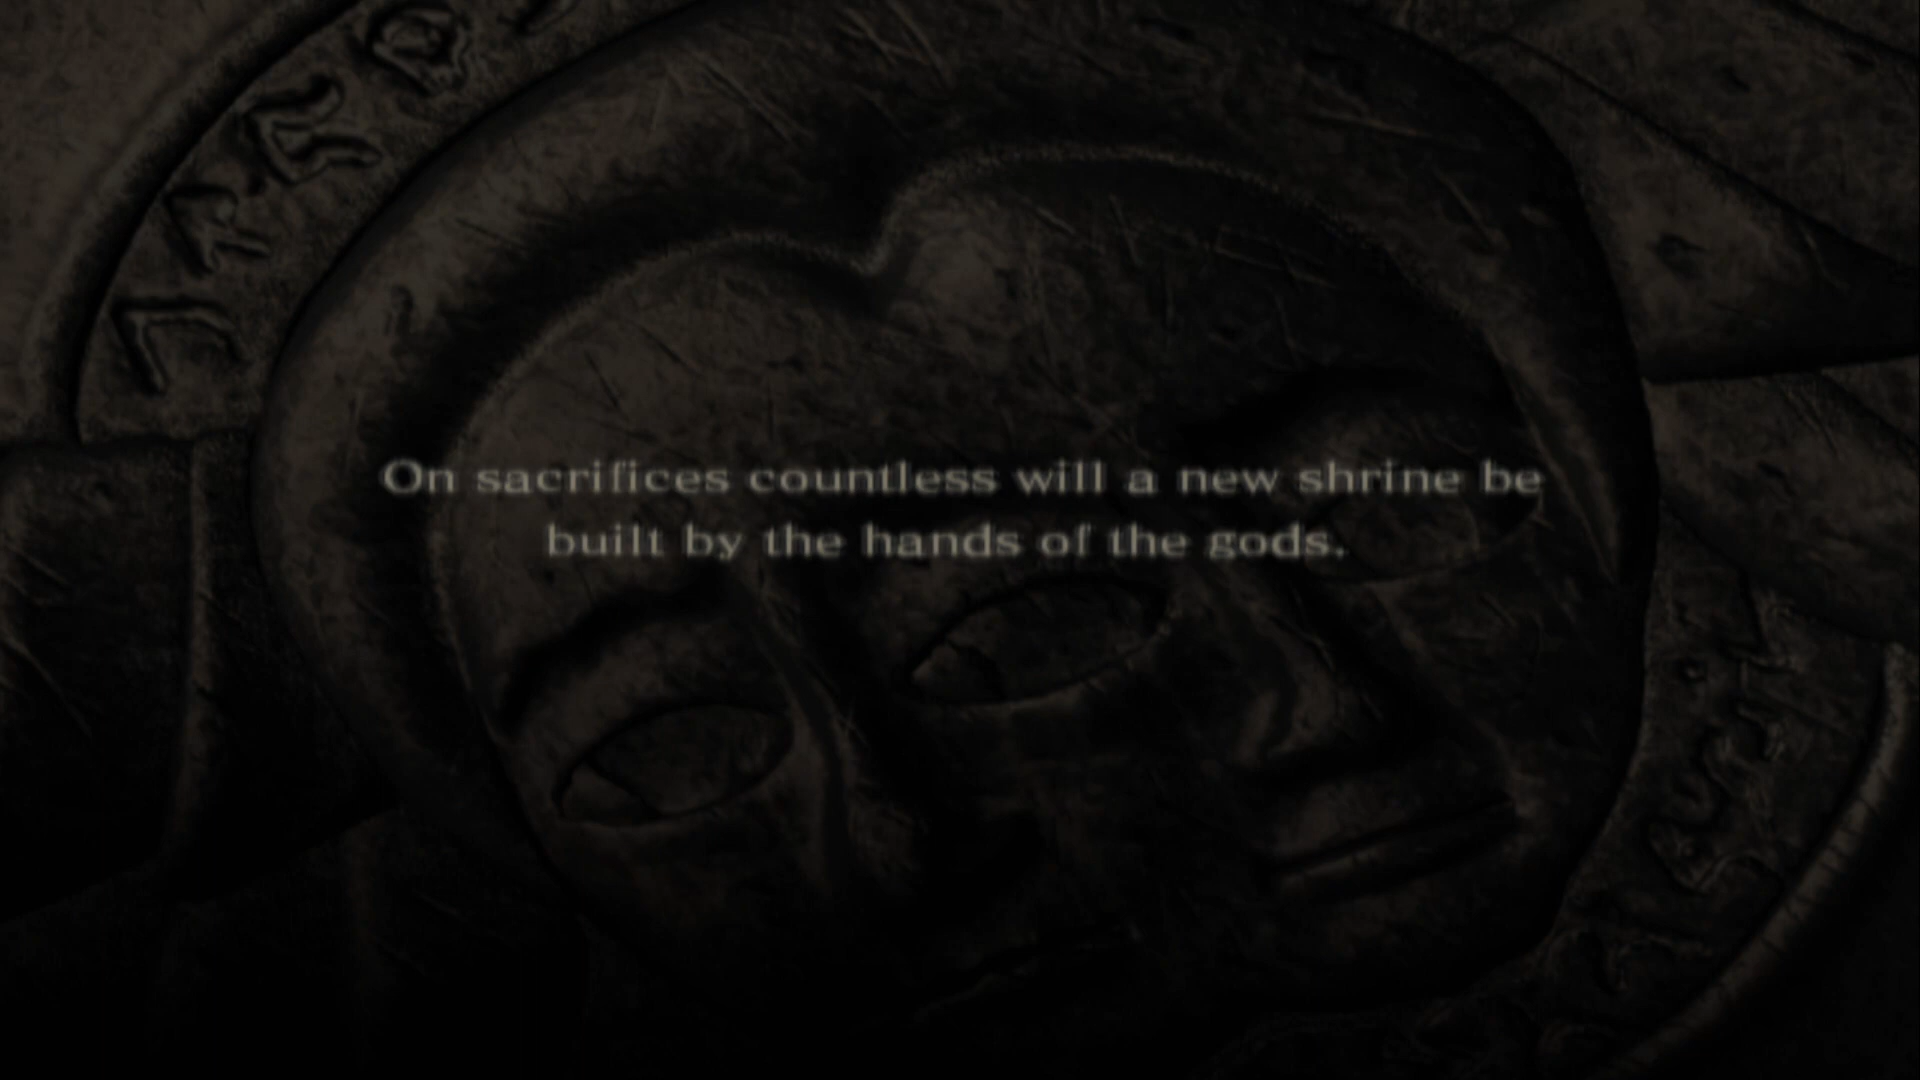 On sacrifices countless will a new shrine be
built by the hands of the gods.